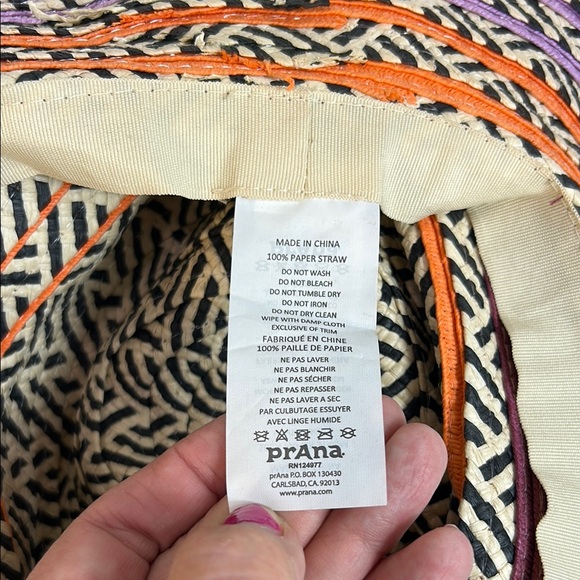 MADE IN CHINA
100% PAPER STRAW
DO NOT WASH
DO NOT BLEACH
DO NOT TUMBLE DRY
DO NOT IRON
DO NOT DRY CLEAN
WIPE WITH DAMP CLOTH
EXCLUSIVE OF TRIM
FABRIQUÉ EN CHINE
100% PAILLE DE PAPIER
NE PAS LAVER
NE PAS BLANCHIR
NE PAS SÉCHER
NE PAS REPASSER
NE PAS LAVER A SEC
PAR CULBUTAGE ESSUYER
AVEC LINGE HUMIDE
prAna
RN124977
prAna P.O. BOX 130430
CARLSBAD, CA. 92013
www.prana.com